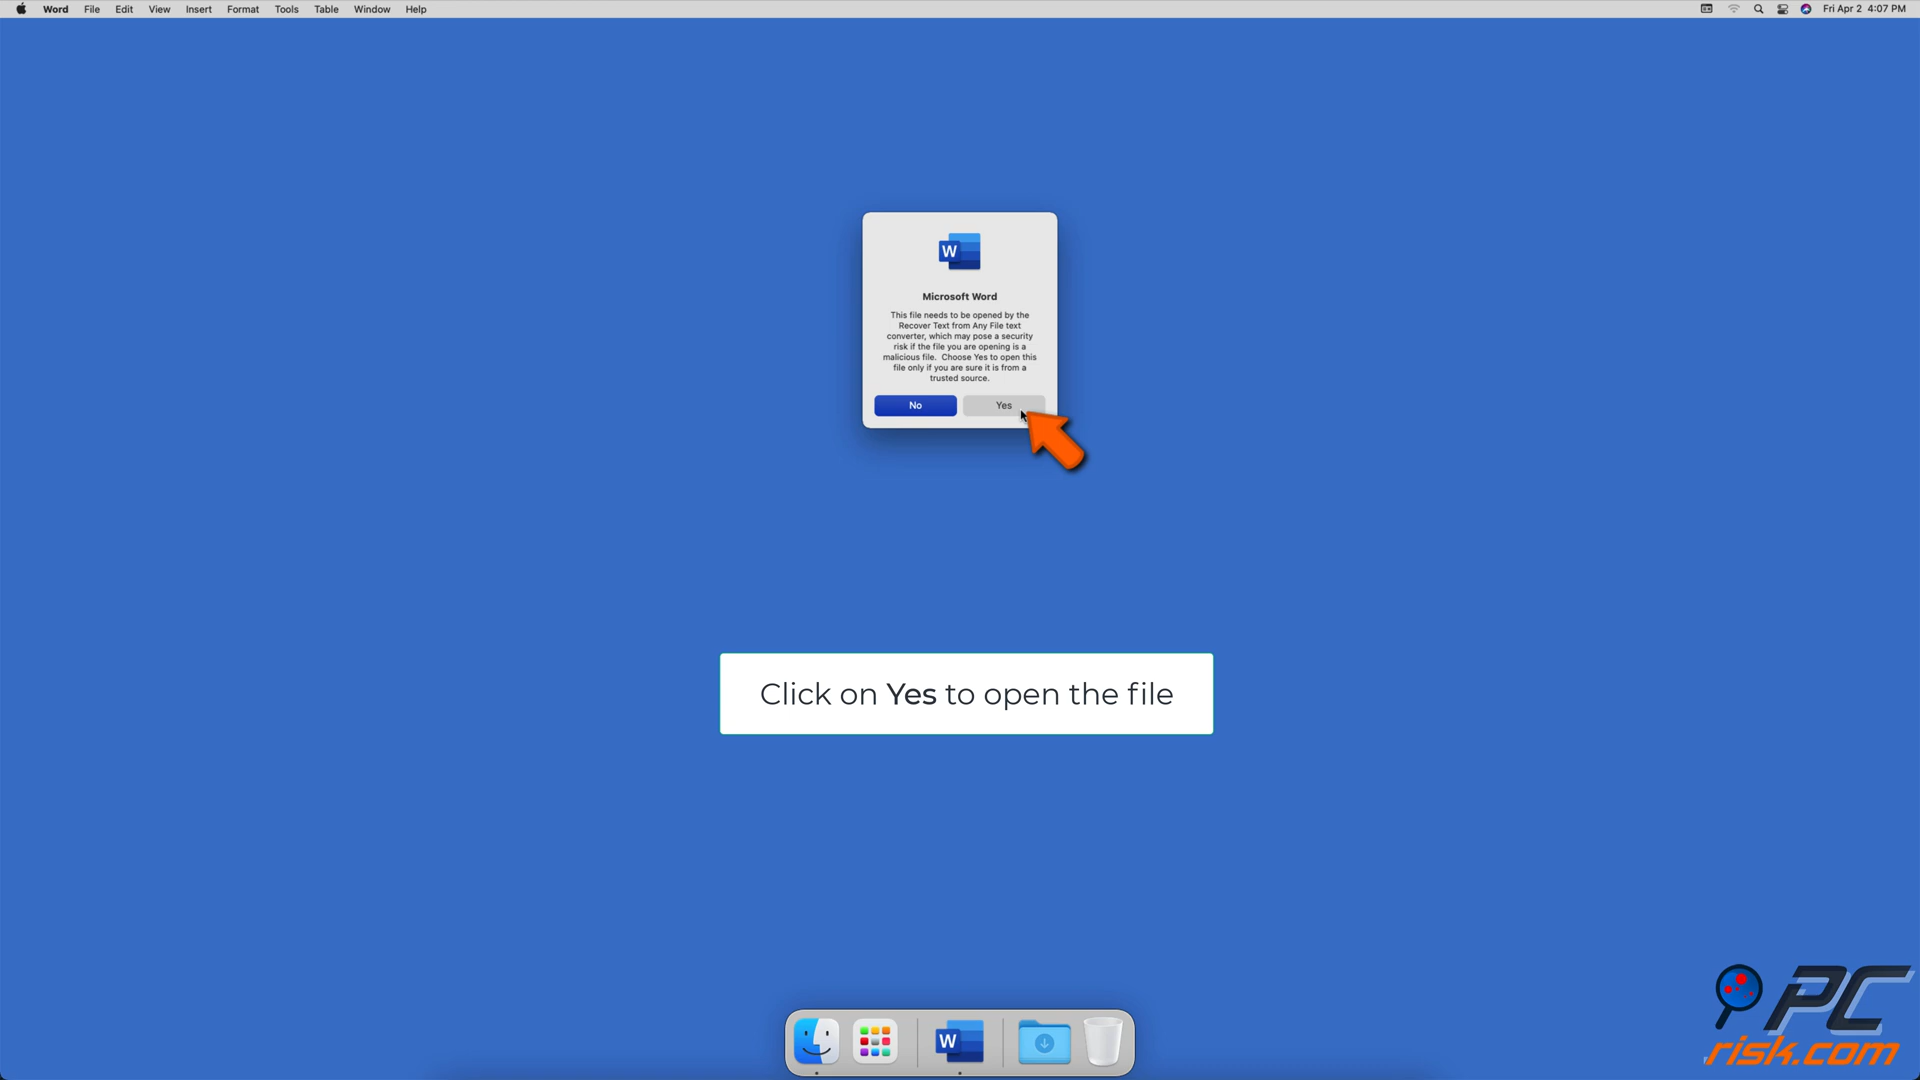 Word File Edit View Insert Format Tools Table Window Help Fri Apr 2 4:07 PM
W
Microsoft Word
This file needs to be opened by the
Recover Text from Any File text
converter, which may pose a security
risk if the file you are opening is a
malicious file. Choose Yes to open this
file only if you are sure it is from a
trusted source.
No Yes
Click on Yes to open the file
W
PC
risk.com